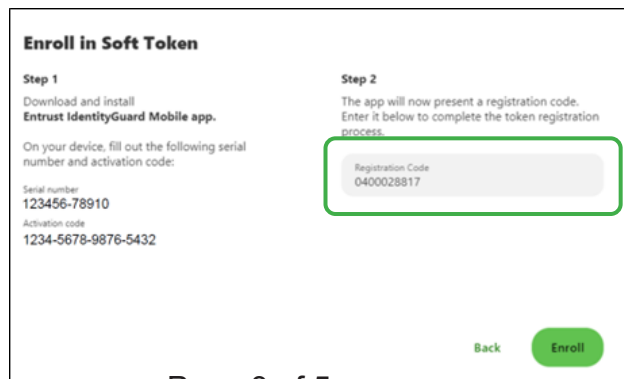 Enroll in Soft Token
Step 1
Download and install
Entrust IdentityGuard Mobile app.
On your device, fill out the following serial
number and activation code:
Serial number
123456-78910
Activation code
1234-5678-9876-5432
Step 2
The app will now present a registration code.
Enter it below to complete the token registration
process.
Registration Code
0400028817
Back
Enroll